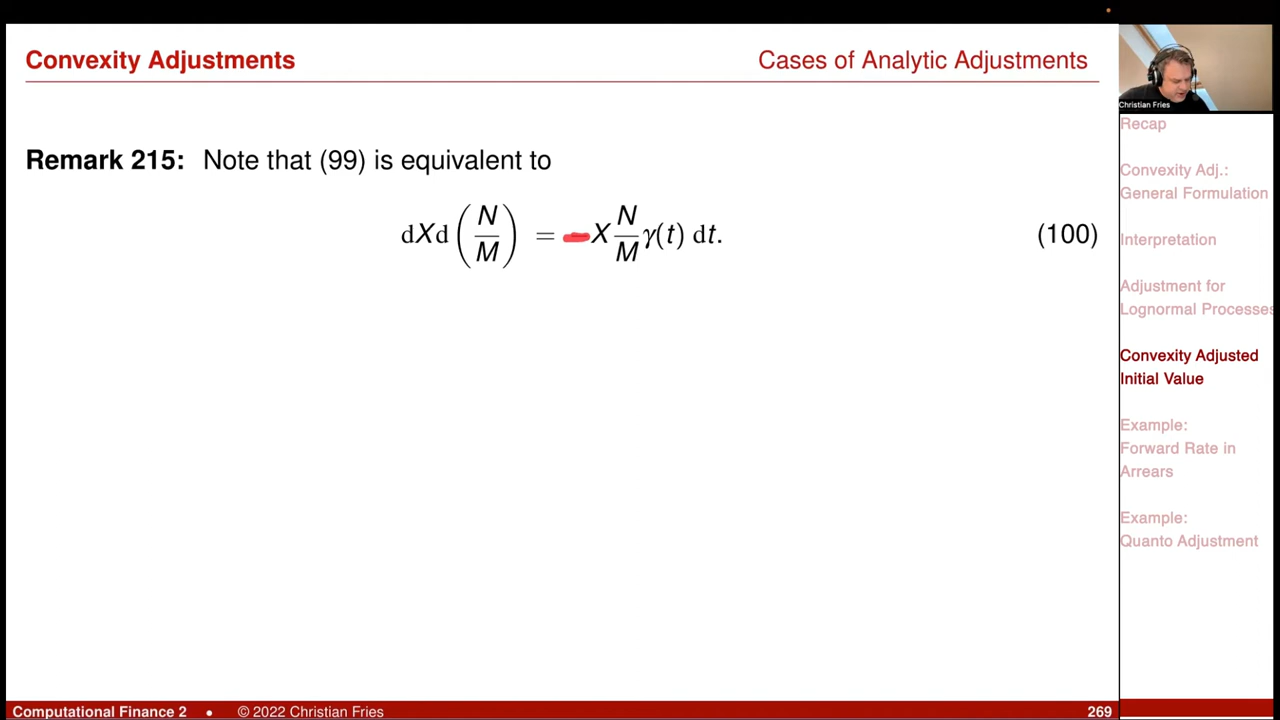 Convexity Adjustments
Cases of Analytic Adjustments
Remark 215: Note that (99) is equivalent to
dXd(N/M) = −X N/M γ(t) dt. (100)
Christian Fries
Recap
Convexity Adj.:
General Formulation
Interpretation
Adjustment for
Lognormal Processes
Convexity Adjusted
Initial Value
Example:
Forward Rate in
Arrears
Example:
Quanto Adjustment
Computational Finance 2 • © 2022 Christian Fries 269